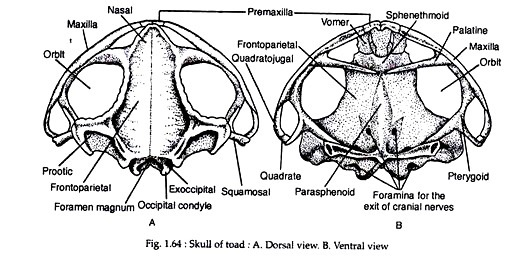 Nasal
Premaxilla
Maxilla
Vomer
Sphenethmoid
Palatine
Orbit
Frontoparietal
Quadratojugal
Maxilla
Orbit
Prootic
Frontoparietal
Foramen magnum
Occipital condyle
Exoccipital
Squamosal
Quadrate
Parasphenoid
Foramina for the
exit of cranial nerves
Pterygoid
A
B
Fig. 1.64 : Skull of toad : A. Dorsal view. B. Ventral view